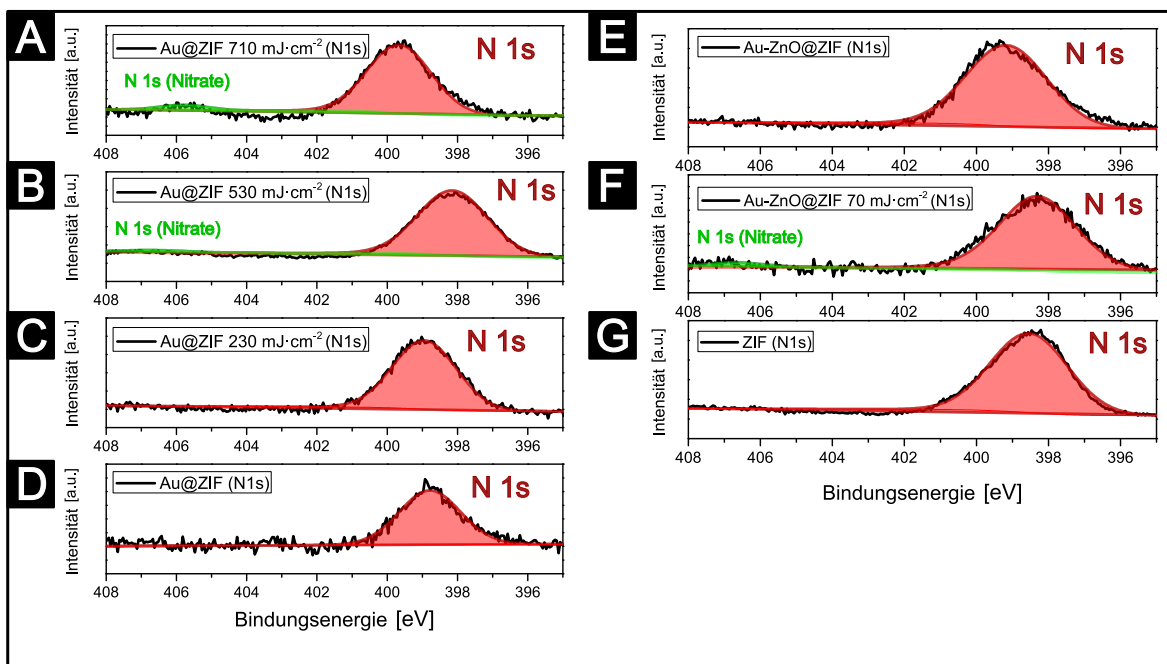 A
Intensität [a.u.]
Au@ZIF 710 mJ·cm⁻² (N1s)
N 1s
N 1s (Nitrate)
408 406 404 402 400 398 396
B
Intensität [a.u.]
Au@ZIF 530 mJ·cm⁻² (N1s)
N 1s
N 1s (Nitrate)
408 406 404 402 400 398 396
C
Intensität [a.u.]
Au@ZIF 230 mJ·cm⁻² (N1s)
N 1s
408 406 404 402 400 398 396
D
Intensität [a.u.]
Au@ZIF (N1s)
N 1s
408 406 404 402 400 398 396
Bindungsenergie [eV]
E
Intensität [a.u.]
Au-ZnO@ZIF (N1s)
N 1s
408 406 404 402 400 398 396
F
Intensität [a.u.]
Au-ZnO@ZIF 70 mJ·cm⁻² (N1s)
N 1s
N 1s (Nitrate)
408 406 404 402 400 398 396
G
Intensität [a.u.]
ZIF (N1s)
N 1s
408 406 404 402 400 398 396
Bindungsenergie [eV]